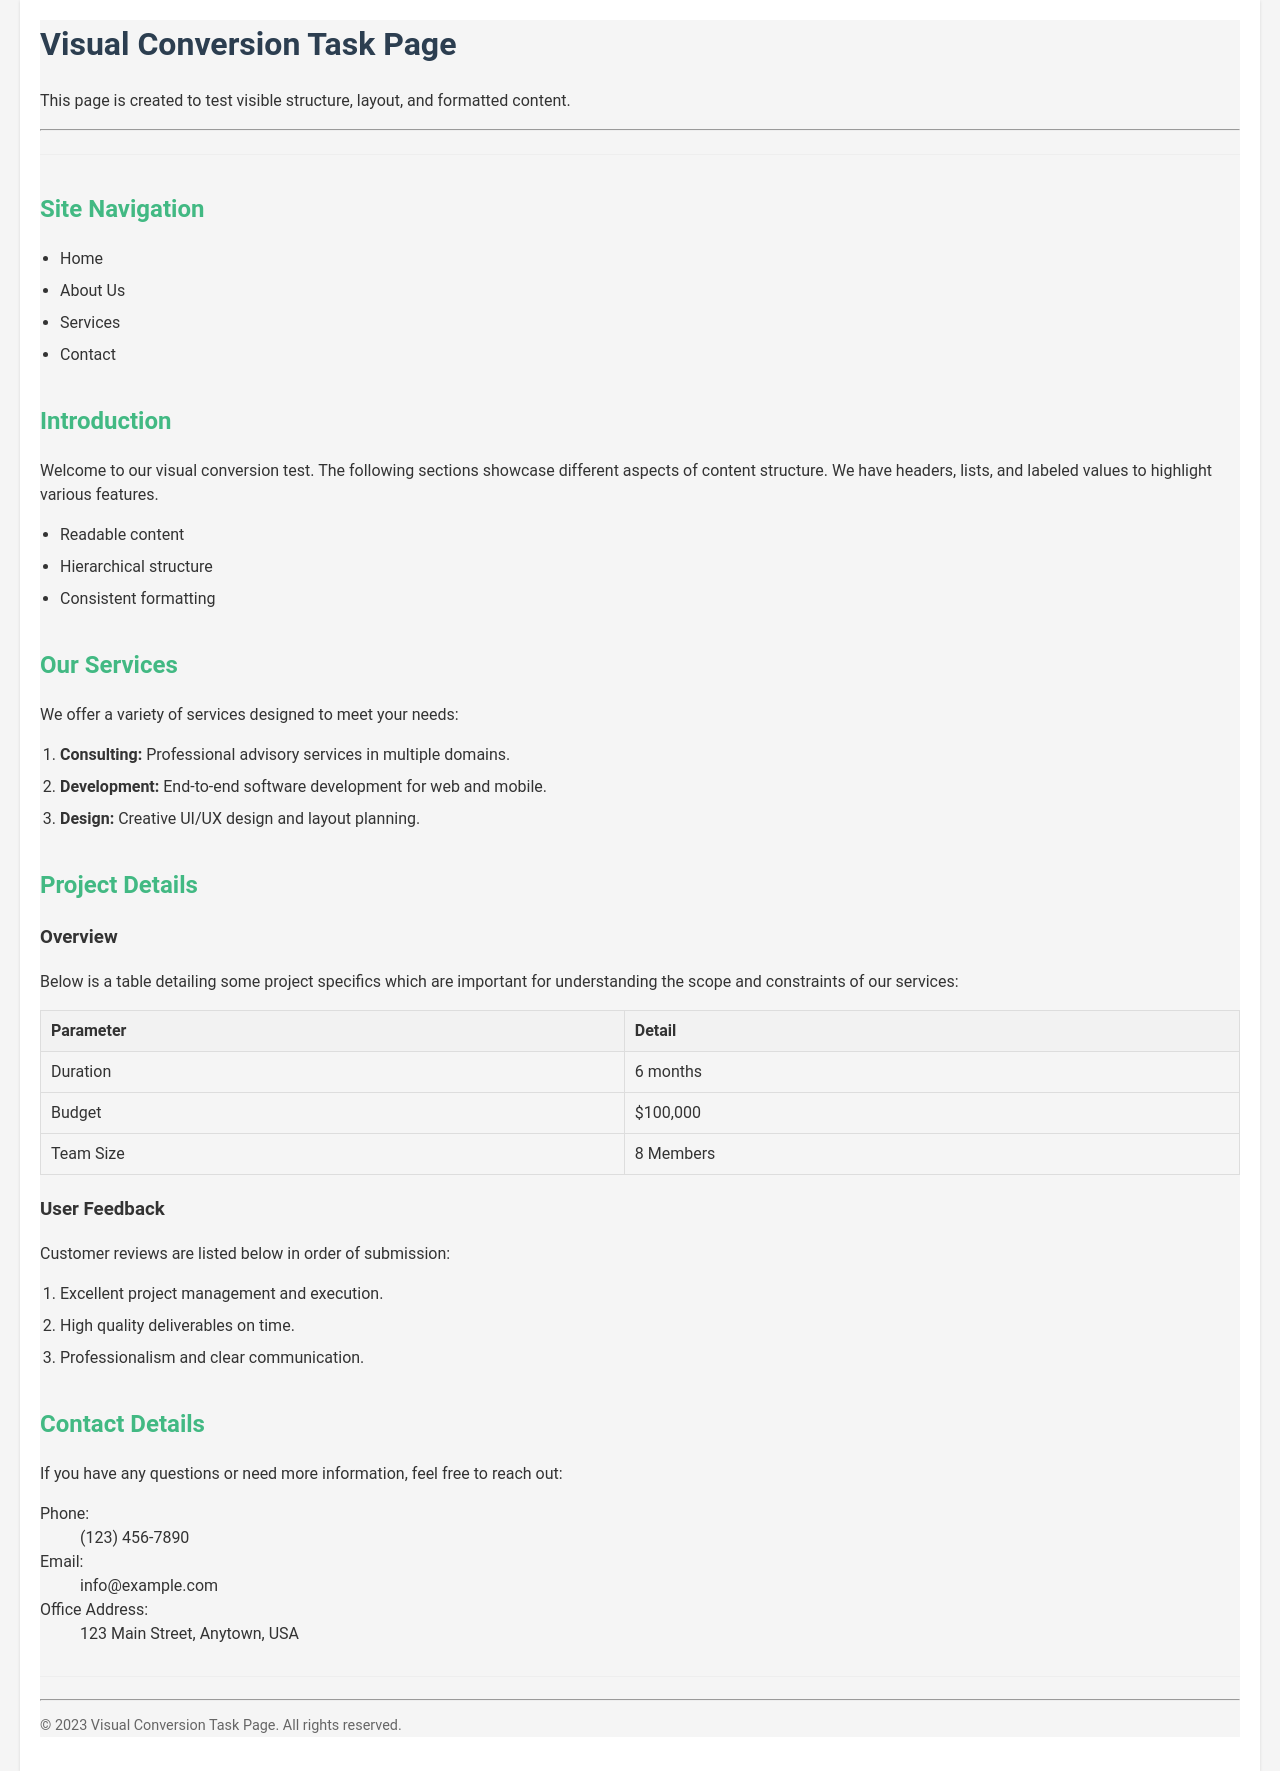 Visual Conversion Task Page
This page is created to test visible structure, layout, and formatted content.
Site Navigation
• Home
• About Us
• Services
• Contact
Introduction
Welcome to our visual conversion test. The following sections showcase different aspects of content structure. We have headers, lists, and labeled values to highlight
various features.
• Readable content
• Hierarchical structure
• Consistent formatting
Our Services
We offer a variety of services designed to meet your needs:
1. Consulting: Professional advisory services in multiple domains.
2. Development: End-to-end software development for web and mobile.
3. Design: Creative UI/UX design and layout planning.
Project Details
Overview
Below is a table detailing some project specifics which are important for understanding the scope and constraints of our services:
Parameter Detail
Duration 6 months
Budget $100,000
Team Size 8 Members
User Feedback
Customer reviews are listed below in order of submission:
1. Excellent project management and execution.
2. High quality deliverables on time.
3. Professionalism and clear communication.
Contact Details
If you have any questions or need more information, feel free to reach out:
Phone:
(123) 456-7890
Email:
info@example.com
Office Address:
123 Main Street, Anytown, USA
© 2023 Visual Conversion Task Page. All rights reserved.